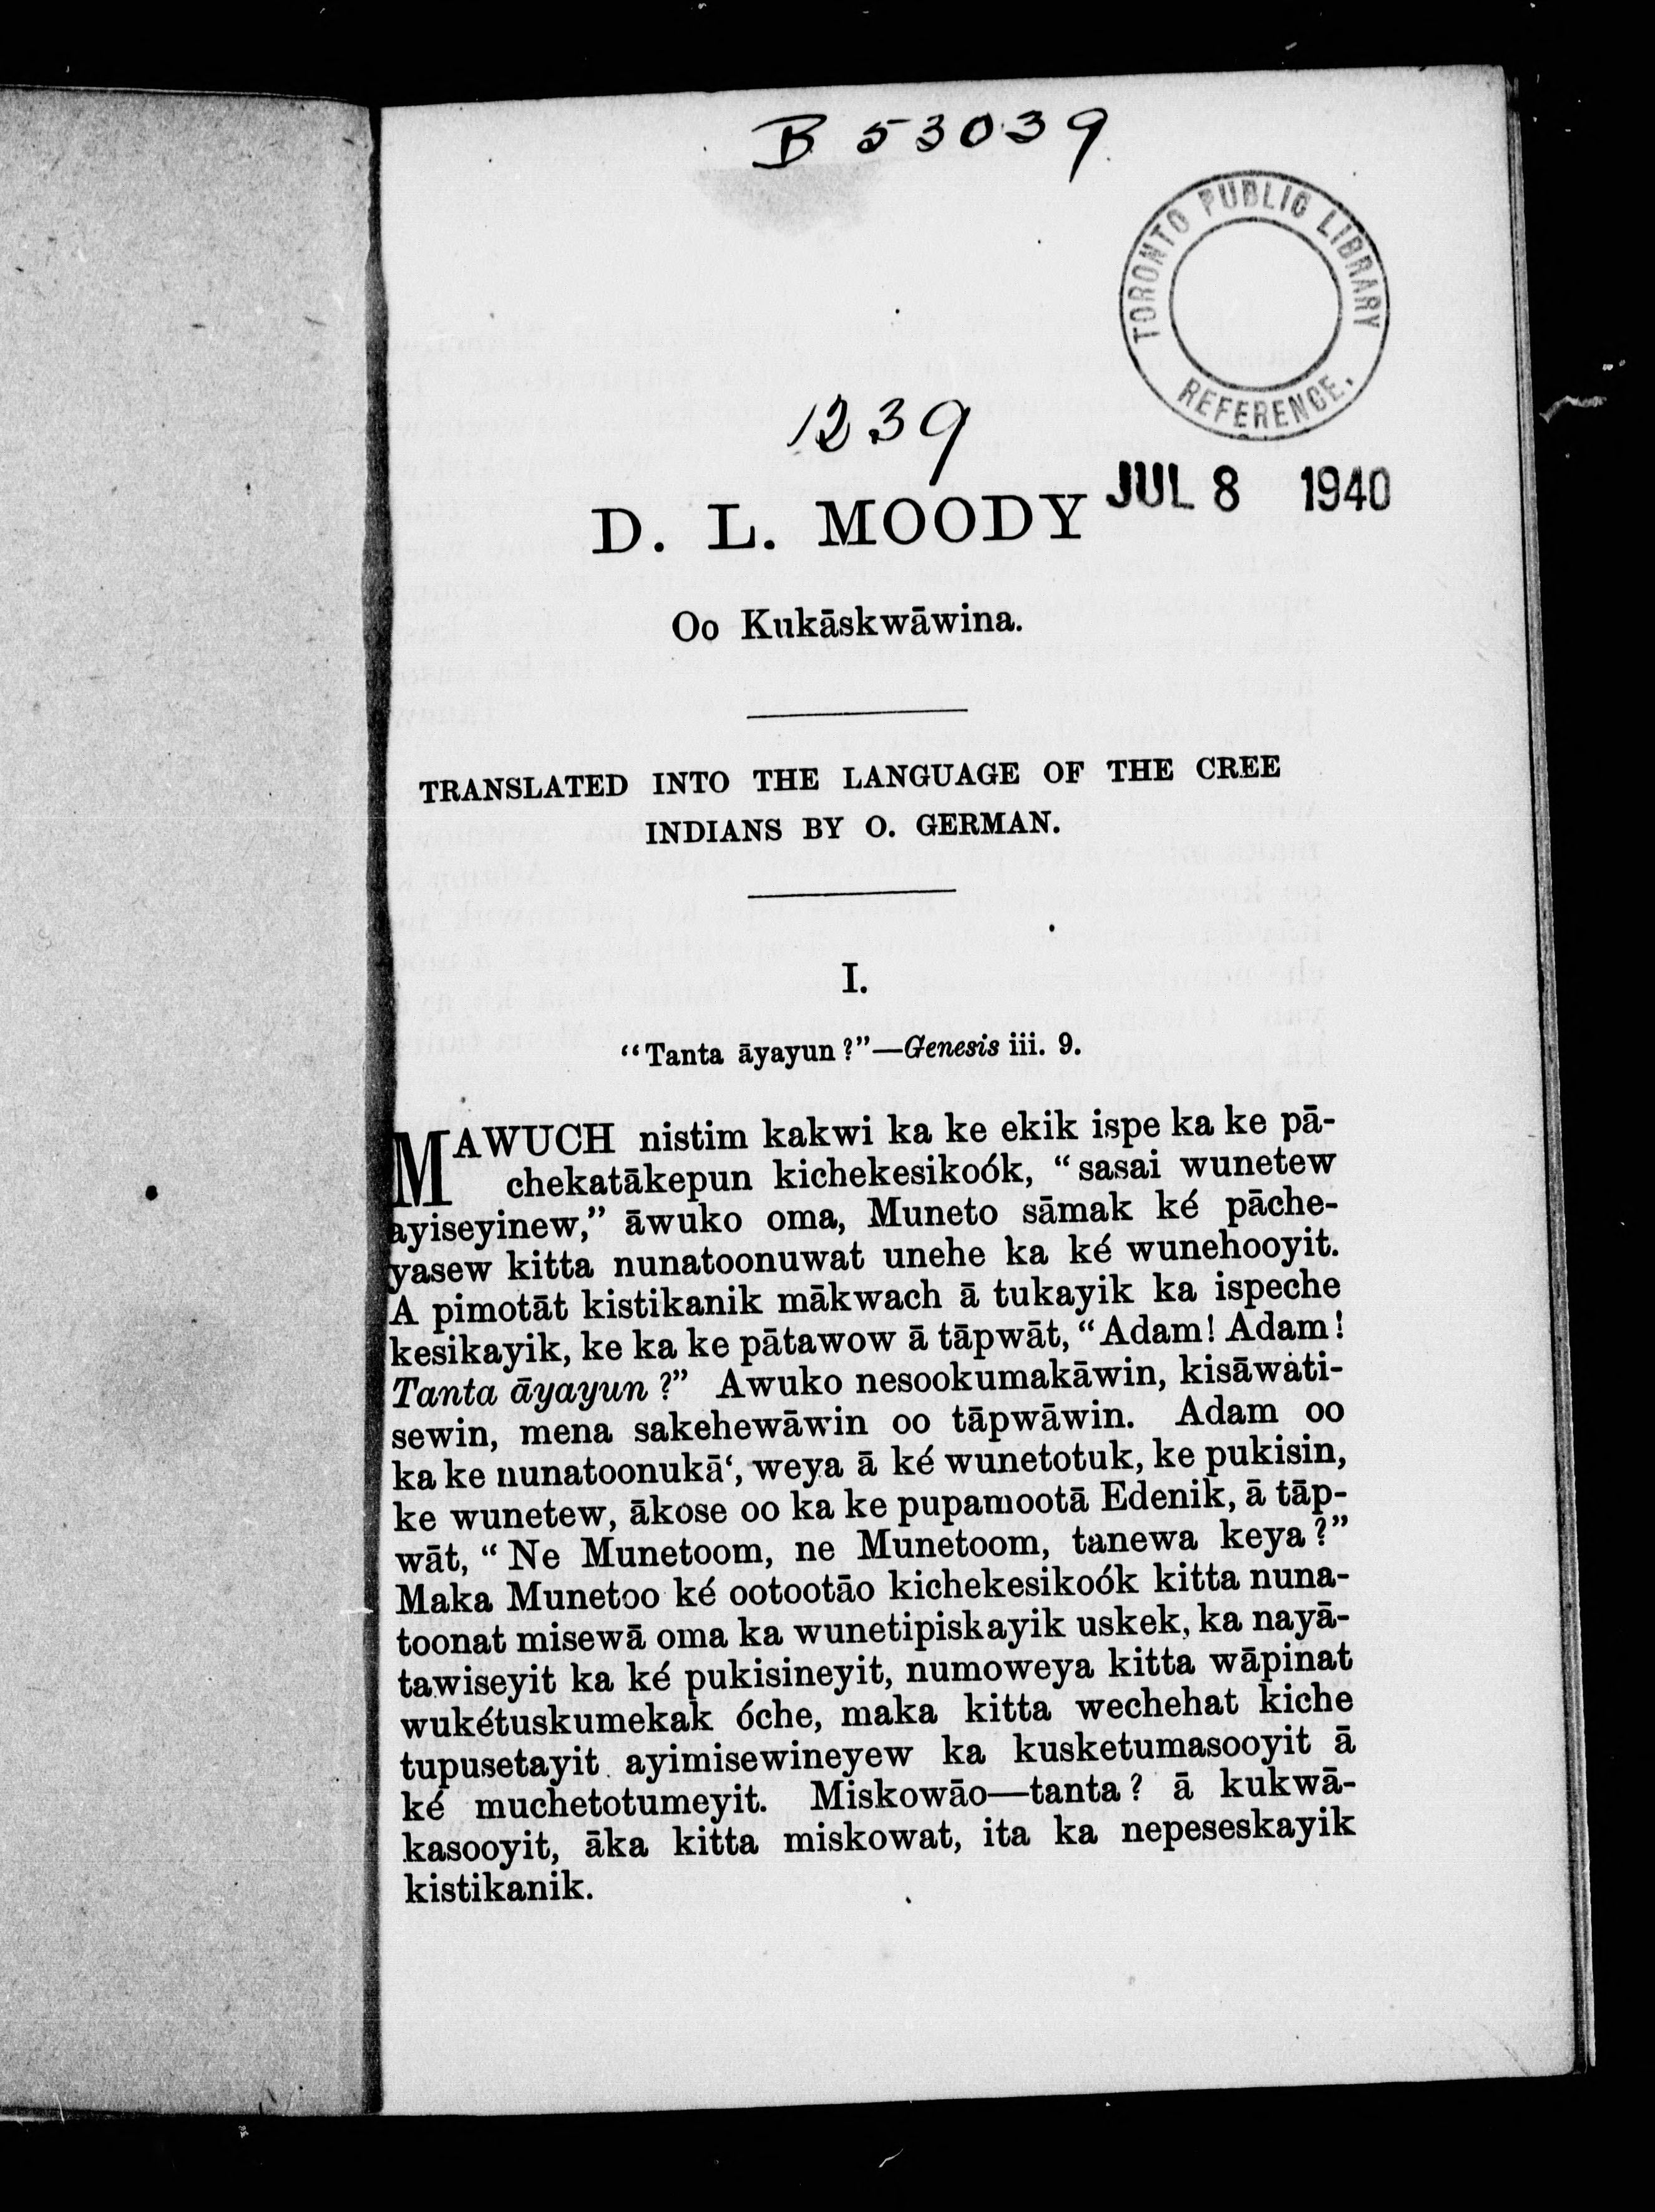 B 53039
TORONTO PUBLIC LIBRARY
REFERENCE.
1239
JUL 8 1940
D. L. MOODY
Oo Kukāskwāwina.
TRANSLATED INTO THE LANGUAGE OF THE CREE
INDIANS BY O. GERMAN.
I.
“Tanta āyayun?”—Genesis iii. 9.
MAWUCH nistim kakwi ka ke ekik ispe ka ke pā-
chekatākepun kichekesikoók, “sasai wunetew
ayiseyinew,” āwuko oma, Muneto sāmak ké pāche-
yasew kitta nunatoonuwat unehe ka ké wunehooyit.
A pimotāt kistikanik mākwach ā tukayik ka ispeche
kesikayik, ke ka ke pātawow ā tāpwāt, “Adam! Adam!
Tanta āyayun?” Awuko nesookumakāwin, kisāwāti-
sewin, mena sakehewāwin oo tāpwāwin. Adam oo
ka ke nunatoonukā‘, weya ā ké wunetotuk, ke pukisin,
ke wunetew, ākose oo ka ke pupamootā Edenik, ā tāp-
wāt, “Ne Munetoom, ne Munetoom, tanewa keya?”
Maka Munetoo ké ootootāo kichekesikoók kitta nuna-
toonat misewā oma ka wunetipiskayik uskek, ka nayā-
tawiseyit ka ké pukisineyit, numoweya kitta wāpinat
wukétuskumekak óche, maka kitta wechehat kiche
tupusetayit ayimisewineyew ka kusketumasooyit ā
ké muchetotumeyit. Miskowāo—tanta? ā kukwā-
kasooyit, āka kitta miskowat, ita ka nepeseskayik
kistikanik.